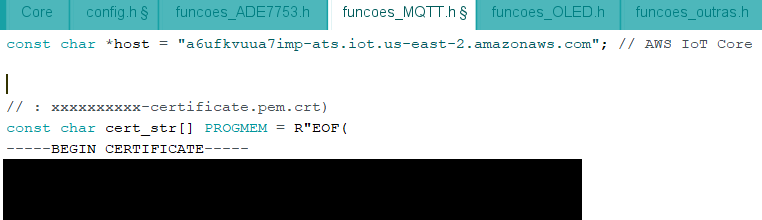 Core config.h § funcoes_ADE7753.h funcoes_MQTT.h § funcoes_OLED.h funcoes_outras.h
const char *host = "a6ufkvuua7imp-ats.iot.us-east-2.amazonaws.com"; // AWS IoT Core
// : xxxxxxxxxx-certificate.pem.crt)
const char cert_str[] PROGMEM = R"EOF(
-----BEGIN CERTIFICATE-----